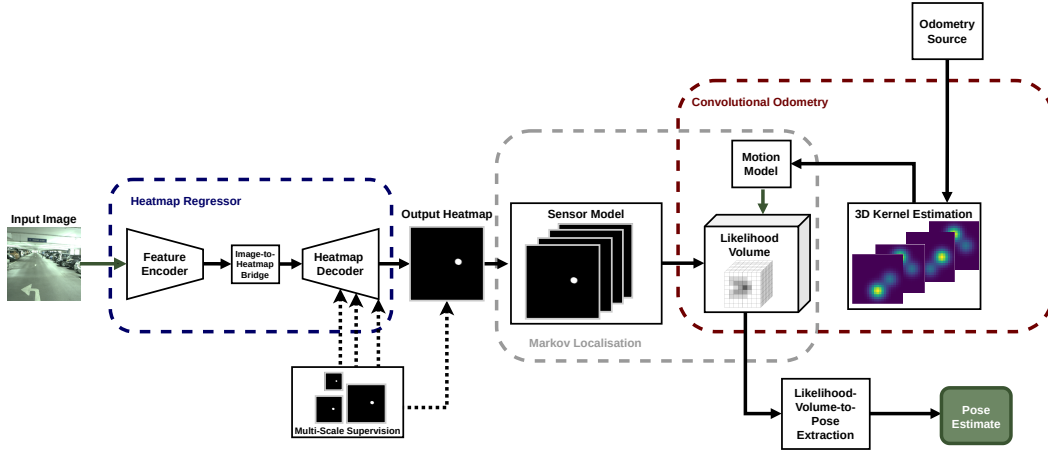 Odometry
Source
Convolutional Odometry
Motion
Model
Heatmap Regressor
Input Image
Output Heatmap
Sensor Model
3D Kernel Estimation
Feature
Encoder
Image-to-
Heatmap
Bridge
Heatmap
Decoder
Likelihood
Volume
Markov Localisation
Multi-Scale Supervision
Likelihood-
Volume-to-
Pose
Extraction
Pose
Estimate